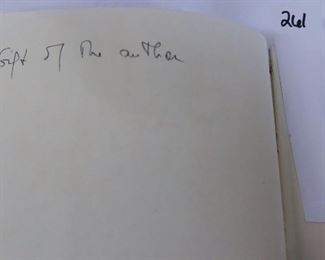 261
Gift of the author